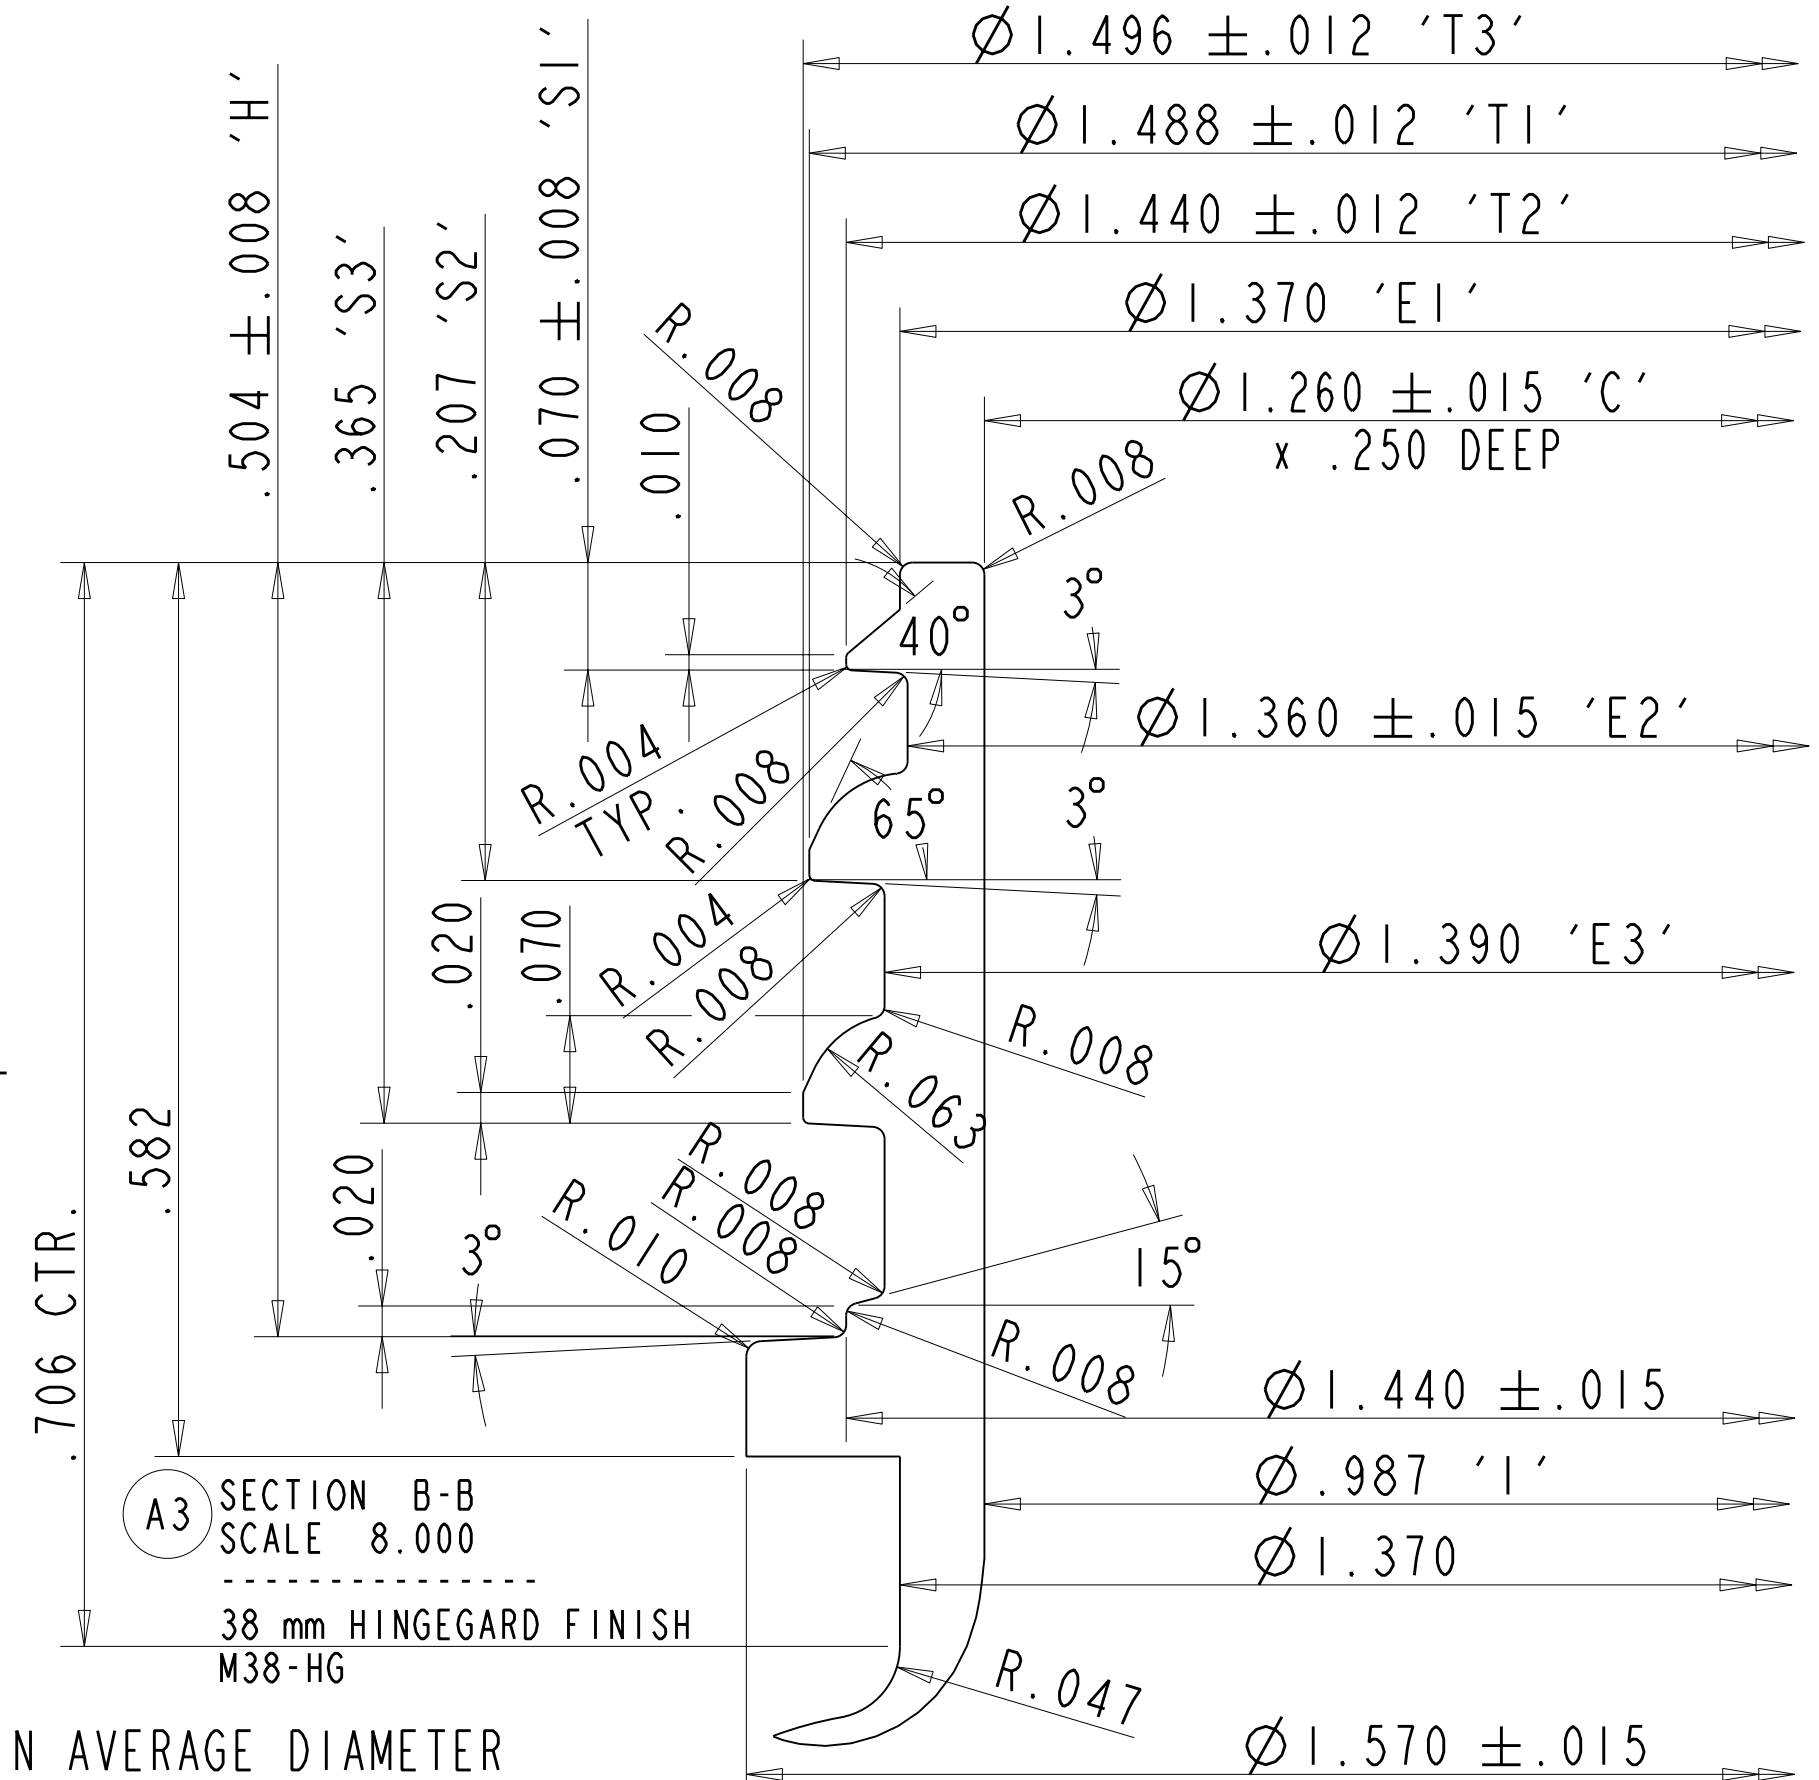 Ø1.496 ±.012 'T3'
Ø1.488 ±.012 'T1'
Ø1.440 ±.012 'T2'
Ø1.370 'E1'
Ø1.260 ±.015 'C'
x .250 DEEP
.504 ±.008 'H'
.365 'S3'
.207 'S2'
.070 ±.008 'S1'
.010
R.008
R.008
3°
40°
Ø1.360 ±.015 'E2'
R.004
TYP.
R.008
65°
3°
.020
.070
R.004
R.008
Ø1.390 'E3'
R.008
R.063
.582
.706 CTR.
.020
3°
R.008
R.008
R.010
15°
R.008
Ø1.440 ±.015
Ø.987 'I'
Ø1.370
A3
SECTION B-B
SCALE 8.000
---------------
38 mm HINGEGARD FINISH
M38-HG
R.047
N AVERAGE DIAMETER
Ø1.570 ±.015